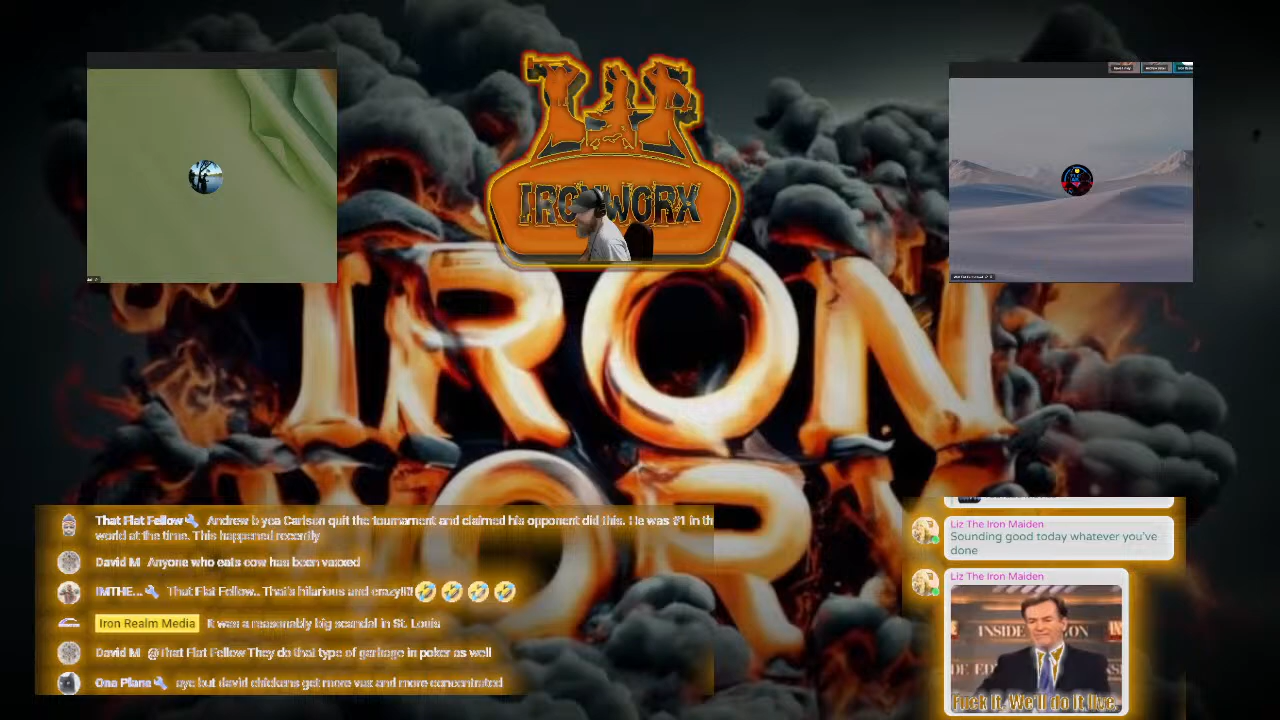 IRONWORX
IRON
WORX
That Flat Fellow Andrew b yea Carlson quit the tournament and claimed his opponent did this. He was #1 in th
world at the time. This happened recently
David M Anyone who eats cow has been vaxxed
IMTHE... That Flat Fellow.. That's hilarious and crazy!!! 🤣 🤣 🤣 🤣
Iron Realm Media It was a reasonably big scandal in St. Louis
David M @That Flat Fellow They do that type of garbage in poker as well
One Plane aye but david chickens get more vax and more concentrated
Liz The Iron Maiden
Sounding good today whatever you've
done
Liz The Iron Maiden
INSIDE
Fuck it. We'll do it live.